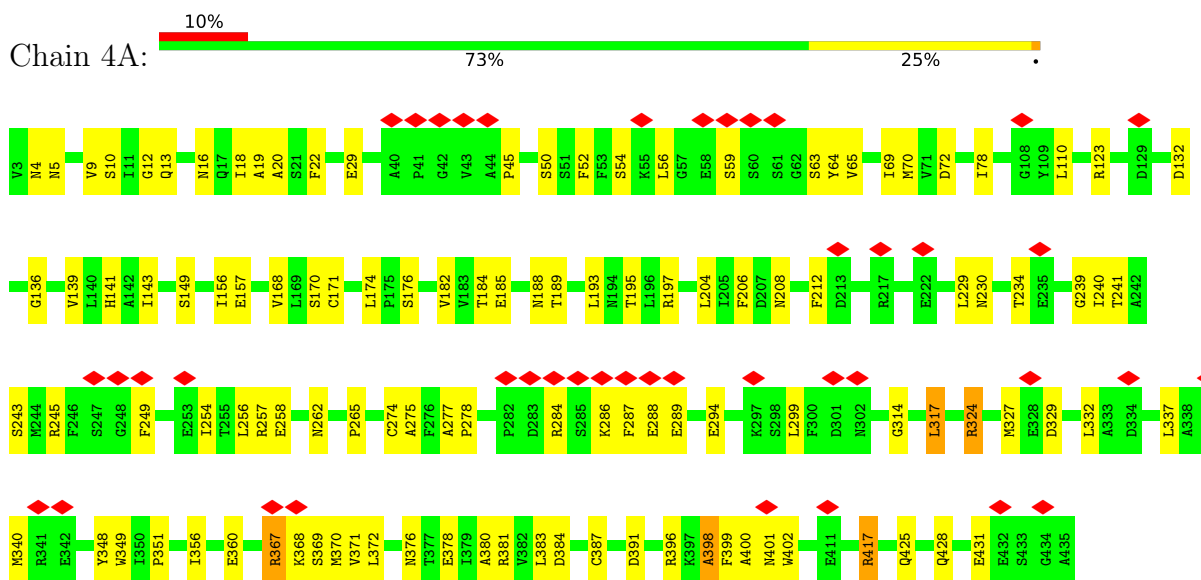 10%
Chain 4A:
73% 25% •
V3 N4 N5 V9 S10 I11 G12 Q13 N16 Q17 I18 A19 A20 S21 F22 E29 A40 P41 G42 V43 A44 P45 S50 S51 F52 F53 S54 K55 L56 G57 E58 S59 S60 S61 G62 S63 Y64 V65 I69 M70 V71 D72 I78 G108 Y109 L110 R123 D129 D132
G136 V139 L140 H141 A142 I143 S149 I156 E157 V168 L169 S170 C171 L174 P175 S176 V182 V183 T184 E185 N188 T189 L193 N194 T195 L196 R197 L204 I205 F206 D207 N208 F212 D213 R217 E222 L229 N230 T234 E235 G239 I240 T241 A242
S243 M244 R245 F246 S247 G248 F249 E253 I254 T255 L256 R257 E258 N262 P265 C274 A275 F276 A277 P278 P282 D283 R284 S285 K286 F287 E288 E289 E294 K297 S298 L299 F300 D301 N302 G314 L317 R324 M327 E328 D329 L332 A333 D334 L337 A338
M340 R341 E342 Y348 W349 I350 P351 I356 E360 R367 K368 S369 M370 V371 L372 N376 T377 E378 I379 A380 R381 V382 L383 D384 C387 D391 R396 K397 A398 F399 A400 N401 W402 E411 R417 Q425 Q428 E431 E432 S433 G434 A435